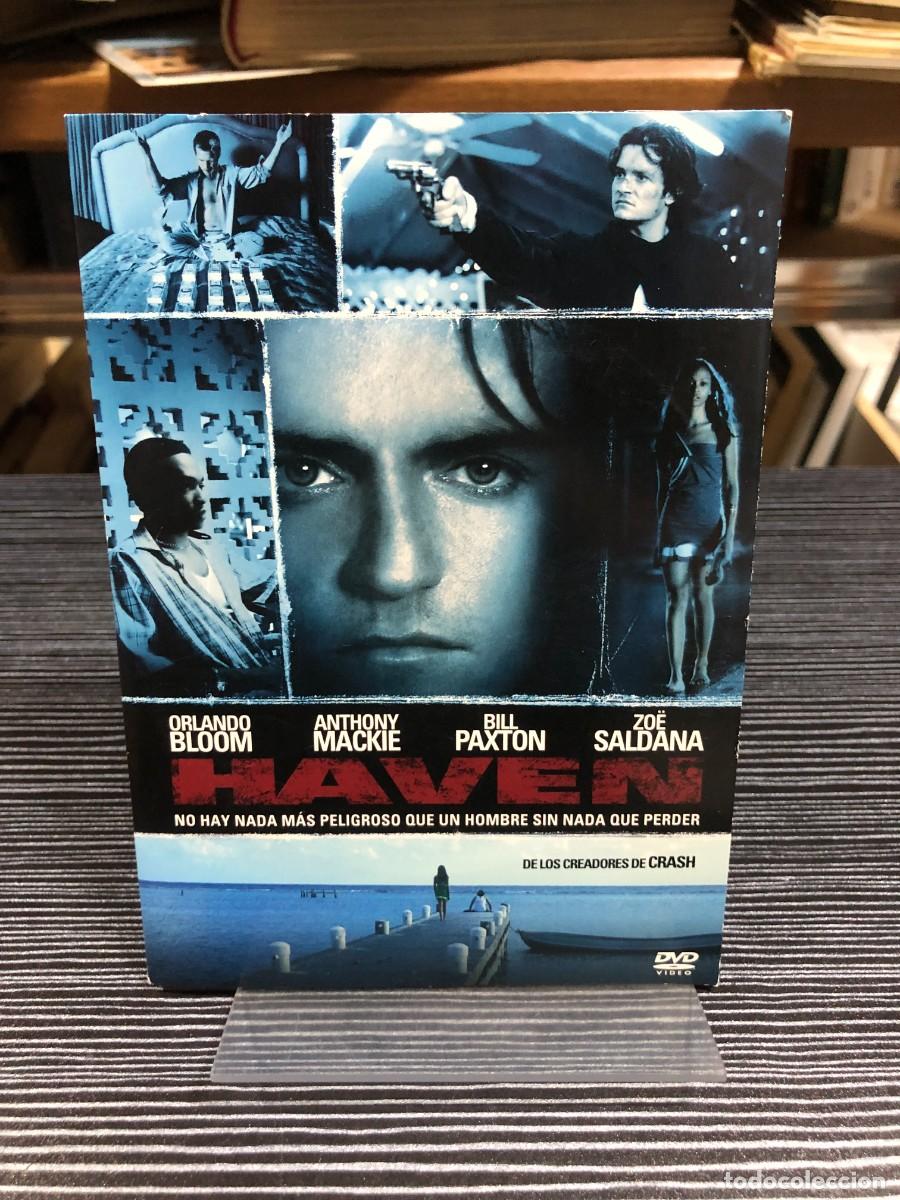 ORLANDO BLOOM
ANTHONY MACKIE
BILL PAXTON
ZOË SALDANA
HAVEN
NO HAY NADA MÁS PELIGROSO QUE UN HOMBRE SIN NADA QUE PERDER
DE LOS CREADORES DE CRASH
DVD
VIDEO
todocoleccion